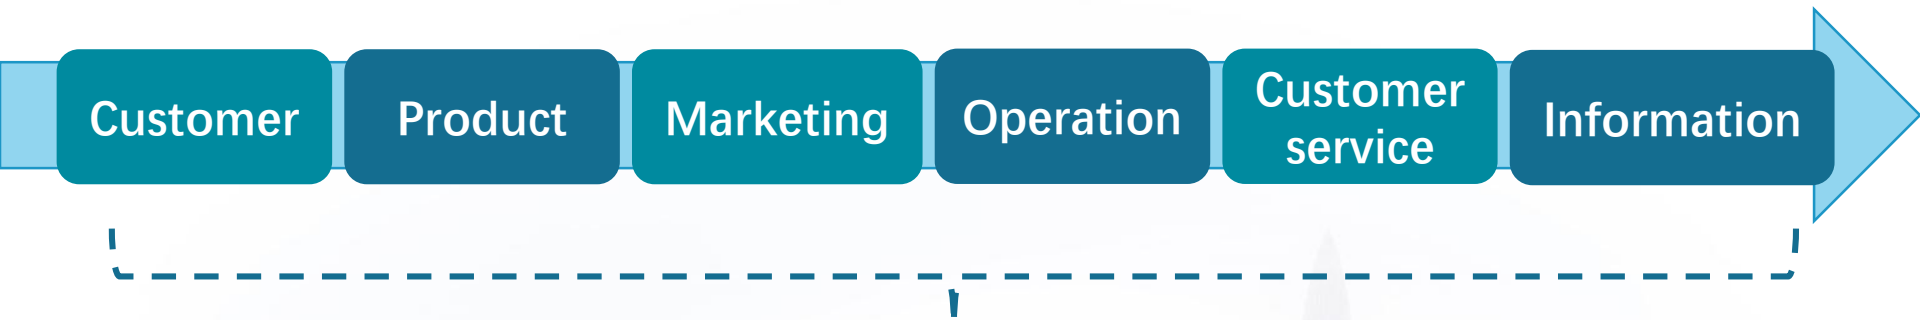 Customer
Product
Marketing
Operation
Customer
service
Information